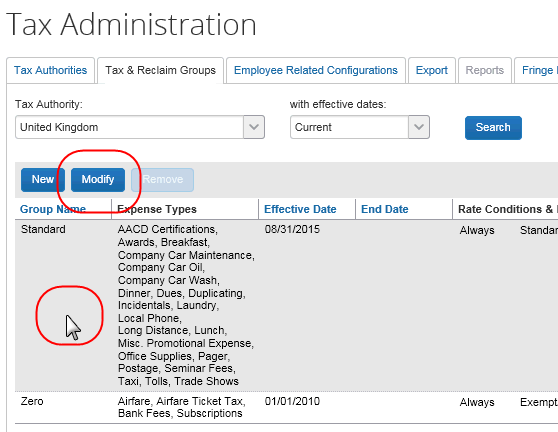 Tax Administration
Tax Authorities Tax & Reclaim Groups Employee Related Configurations Export Reports Fringe
Tax Authority: with effective dates:
United Kingdom Current Search
New Modify Remove
Group Name Expense Types Effective Date End Date Rate Conditions &
Standard AACD Certifications, 08/31/2015 Always Standar
Awards, Breakfast,
Company Car Maintenance,
Company Car Oil,
Company Car Wash,
Dinner, Dues, Duplicating,
Incidentals, Laundry,
Local Phone,
Long Distance, Lunch,
Misc. Promotional Expense,
Office Supplies, Pager,
Postage, Seminar Fees,
Taxi, Tolls, Trade Shows
Zero Airfare, Airfare Ticket Tax, 01/01/2010 Always Exempt
Bank Fees, Subscriptions